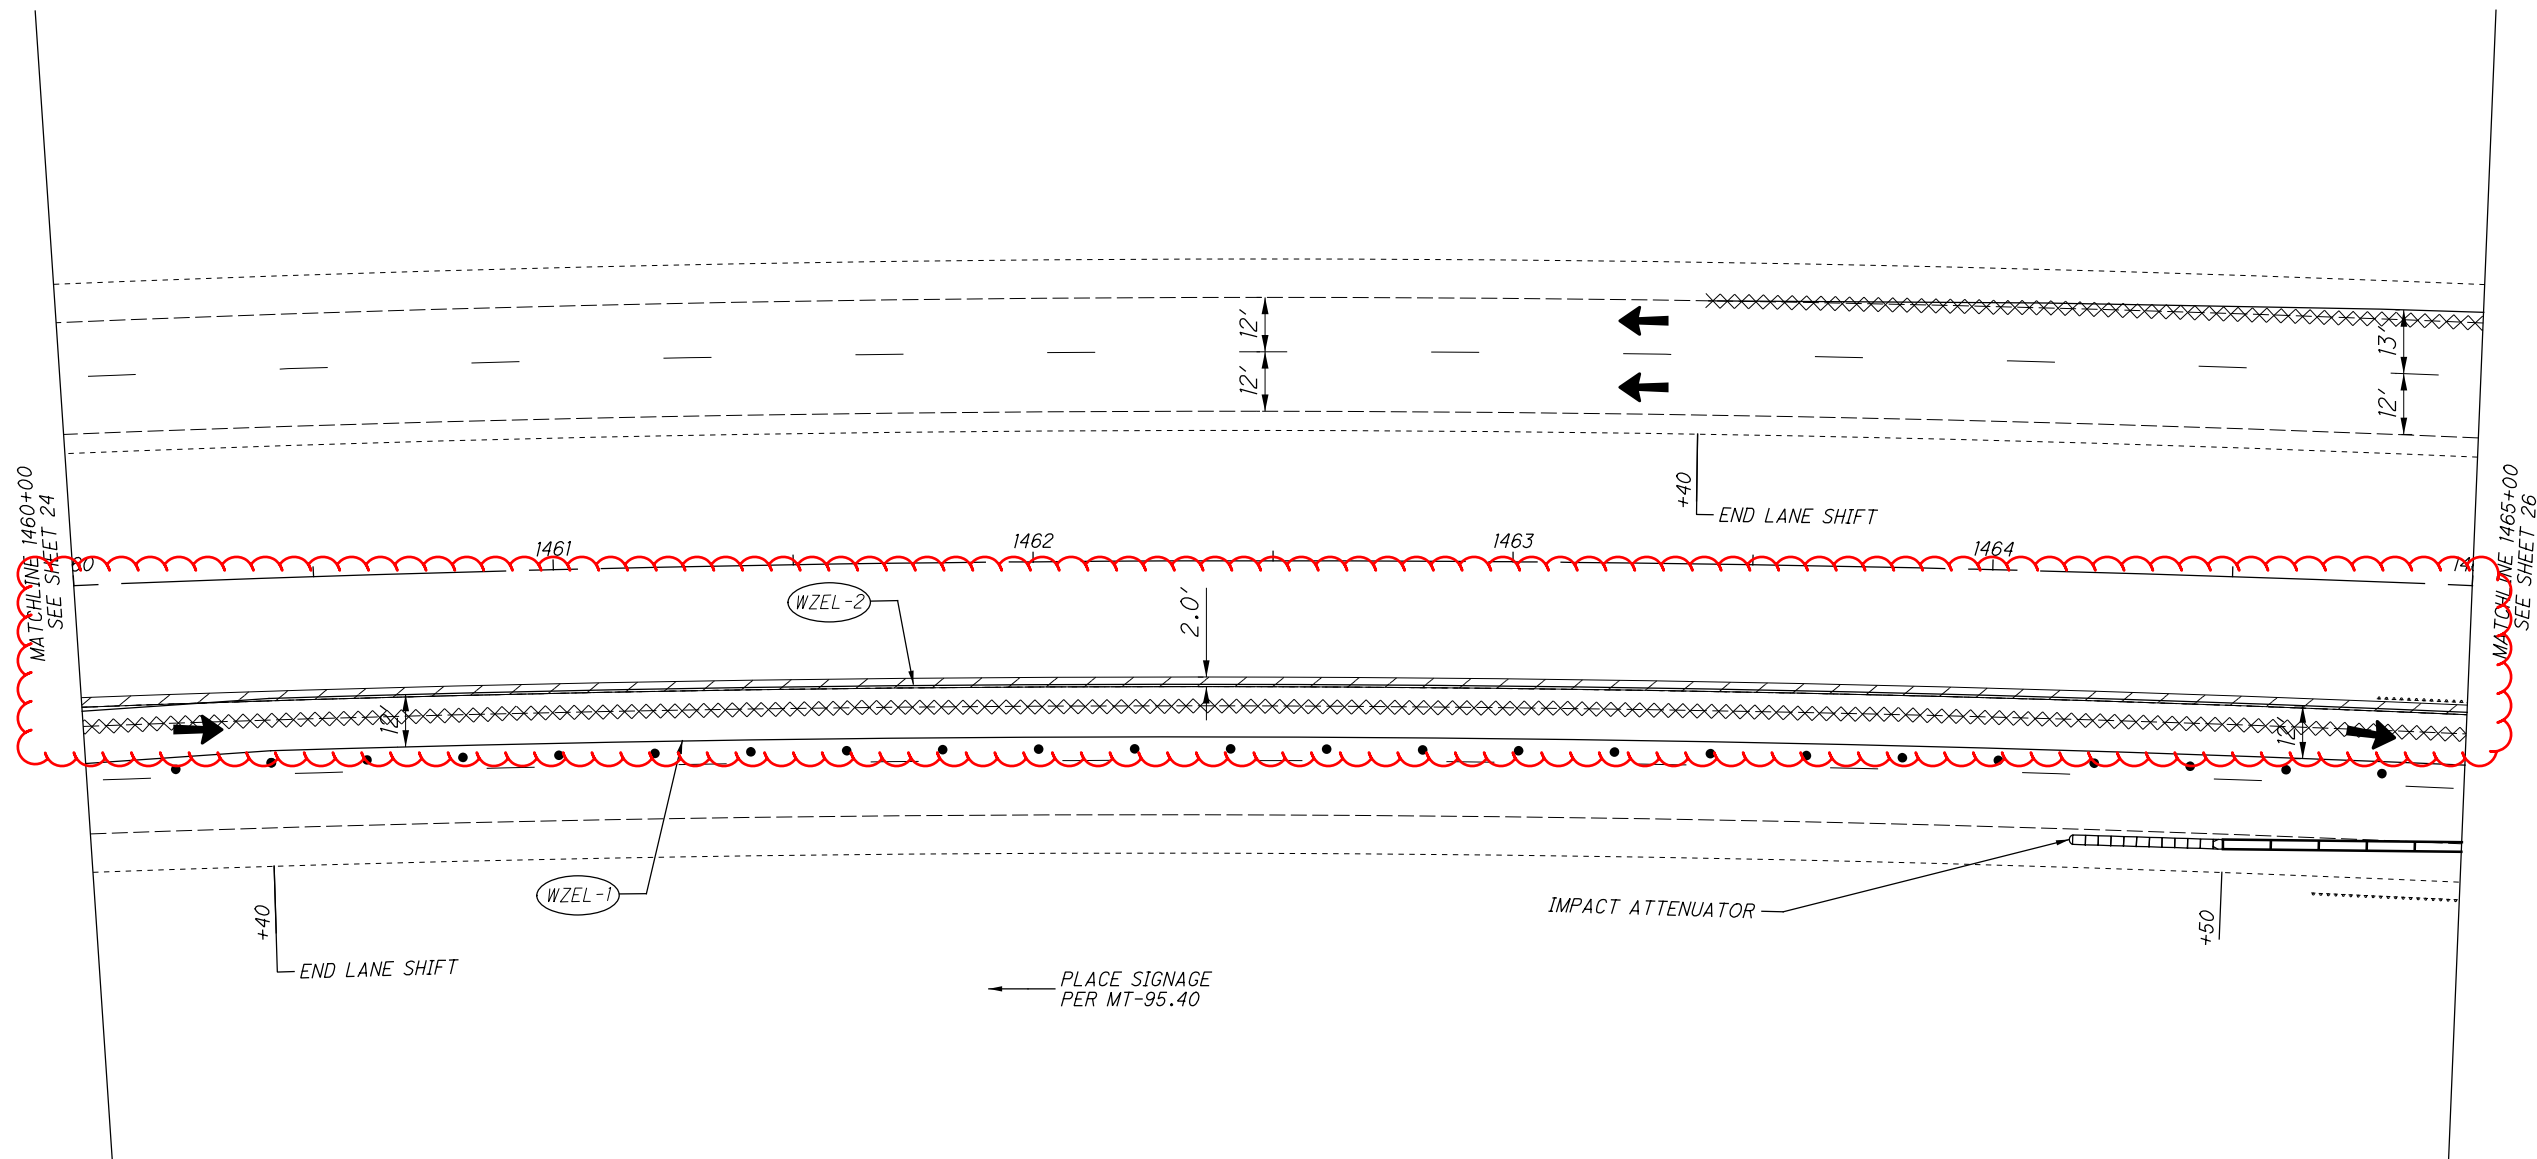 12'
12'
13'
12'
+40
END LANE SHIFT
MATCHLINE 1460+00
SEE SHEET 24
1461
1462
1463
1464
MATCHLINE 1465+00
SEE SHEET 26
WZEL-2
2.0'
12'
12'
WZEL-1
+40
END LANE SHIFT
IMPACT ATTENUATOR
+50
PLACE SIGNAGE
PER MT-95.40